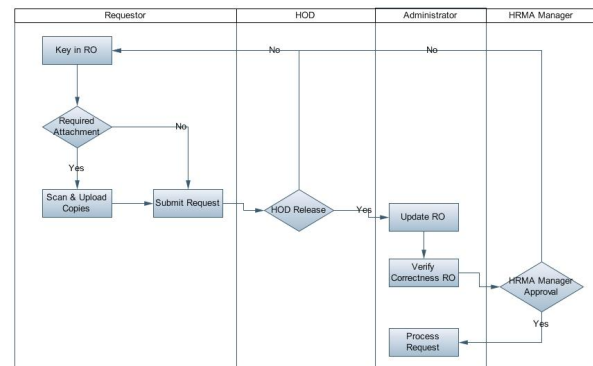 Requestor
HOD
Administrator
HRMA Manager
Key in RO
No
No
Required
Attachment
No
Yes
Scan & Upload
Copies
Submit Request
HOD Release
Yes
Update RO
Verify
Correctness RO
HRMA Manager
Approval
Yes
Process
Request